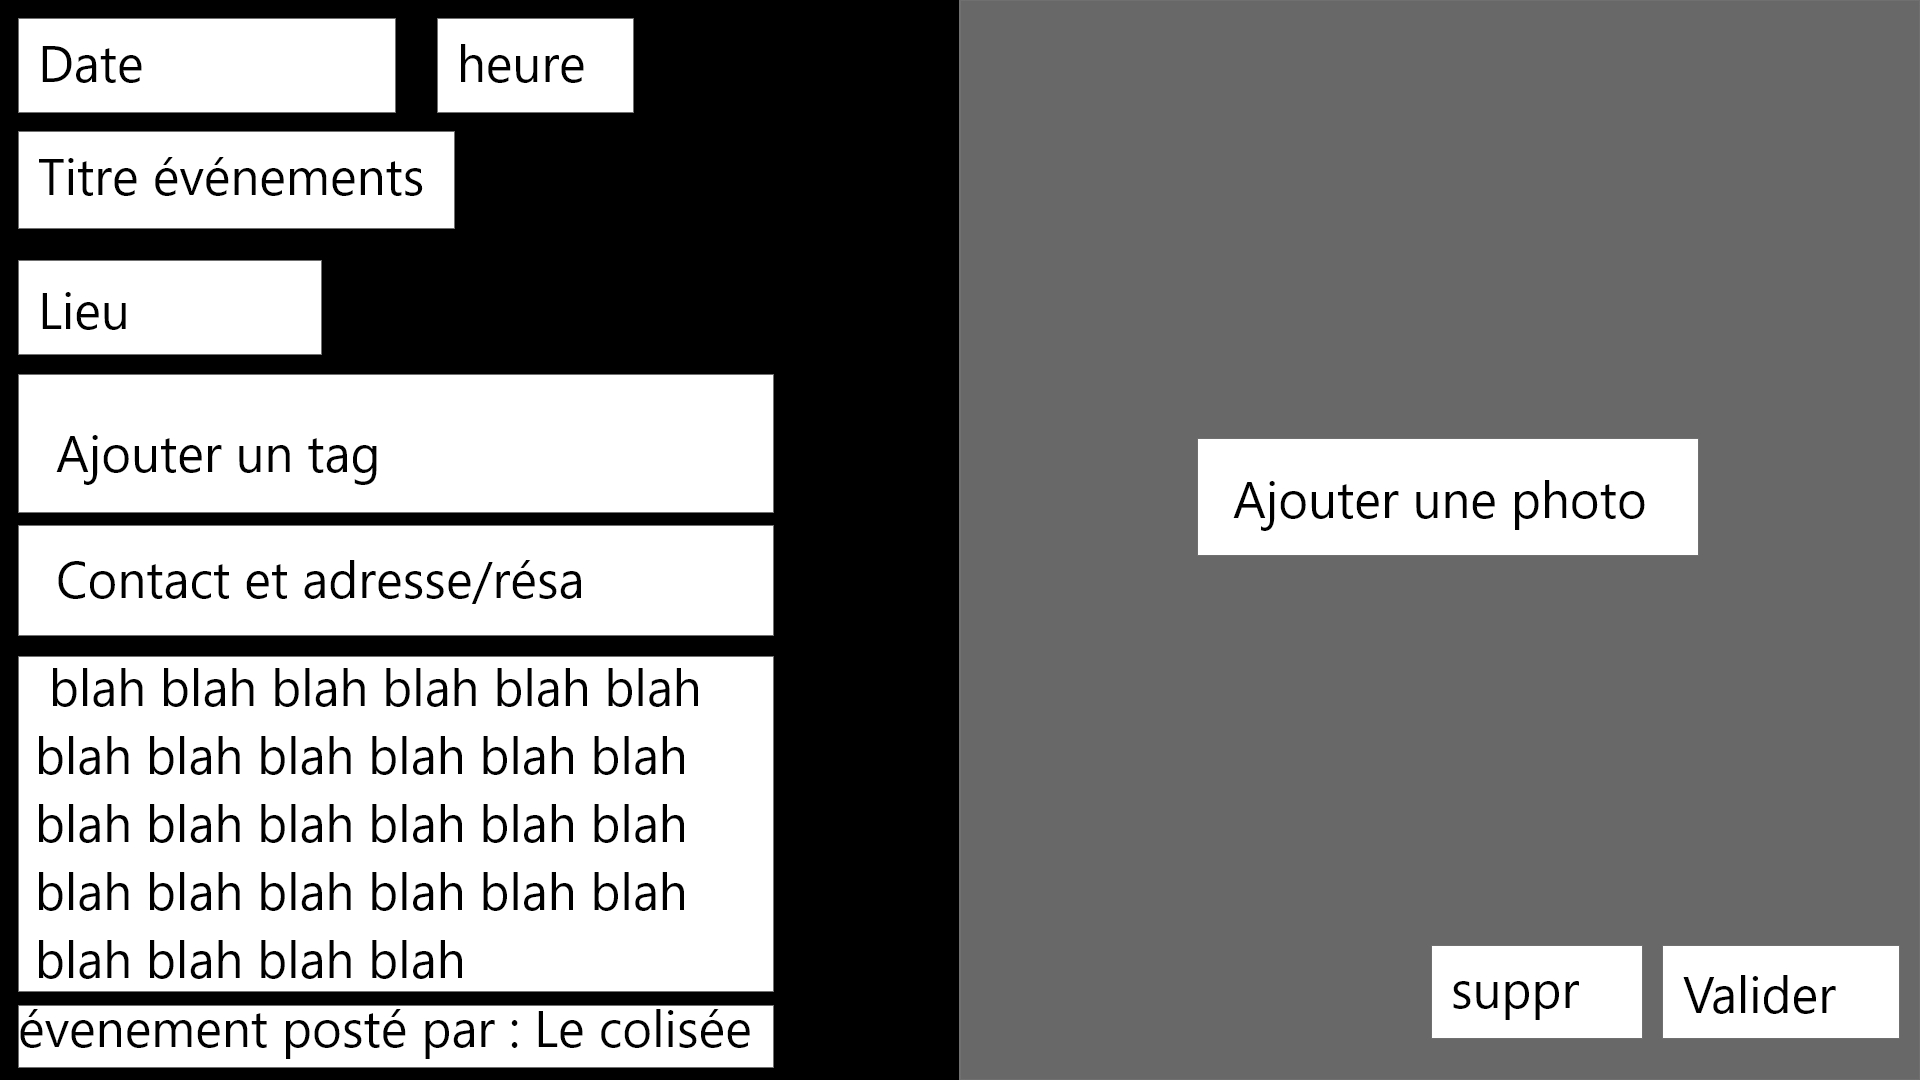 Date heure
Titre événements
Lieu
Ajouter un tag
Contact et adresse/résa
blah blah blah blah blah blah
blah blah blah blah blah blah
blah blah blah blah blah blah
blah blah blah blah blah blah
blah blah blah blah
évenement posté par : Le colisée
Ajouter une photo
suppr Valider